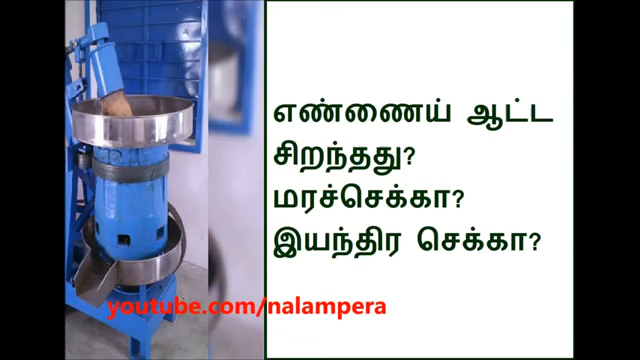 எண்ணைய் ஆட்ட
சிறந்தது?
மரச்செக்கா?
இயந்திர செக்கா?
youtube.com/nalampera